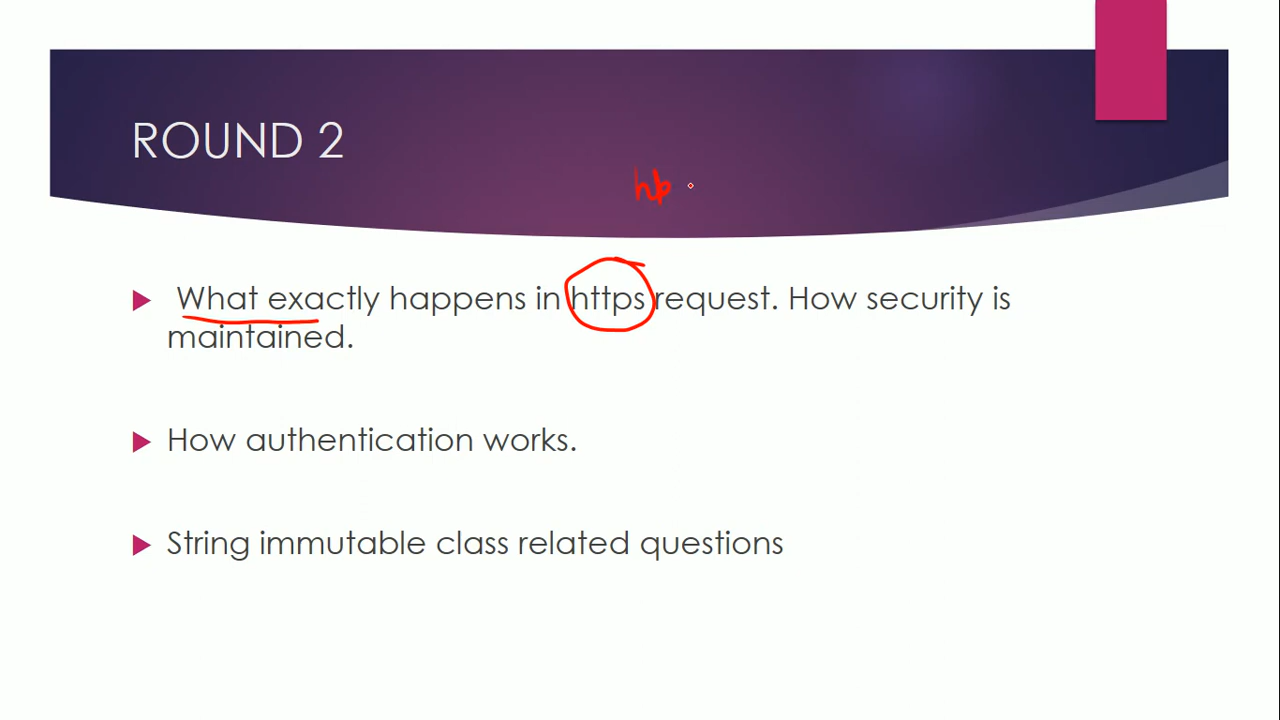 ROUND 2
What exactly happens in https request. How security is
maintained.
How authentication works.
String immutable class related questions